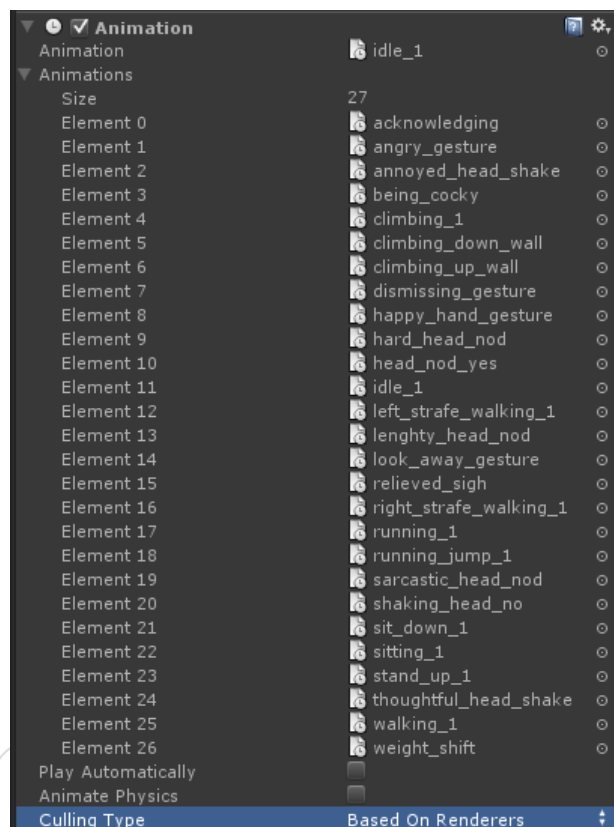 Animation
Animation idle_1
Animations
Size 27
Element 0 acknowledging
Element 1 angry_gesture
Element 2 annoyed_head_shake
Element 3 being_cocky
Element 4 climbing_1
Element 5 climbing_down_wall
Element 6 climbing_up_wall
Element 7 dismissing_gesture
Element 8 happy_hand_gesture
Element 9 hard_head_nod
Element 10 head_nod_yes
Element 11 idle_1
Element 12 left_strafe_walking_1
Element 13 lenghty_head_nod
Element 14 look_away_gesture
Element 15 relieved_sigh
Element 16 right_strafe_walking_1
Element 17 running_1
Element 18 running_jump_1
Element 19 sarcastic_head_nod
Element 20 shaking_head_no
Element 21 sit_down_1
Element 22 sitting_1
Element 23 stand_up_1
Element 24 thoughtful_head_shake
Element 25 walking_1
Element 26 weight_shift
Play Automatically
Animate Physics
Culling Type Based On Renderers